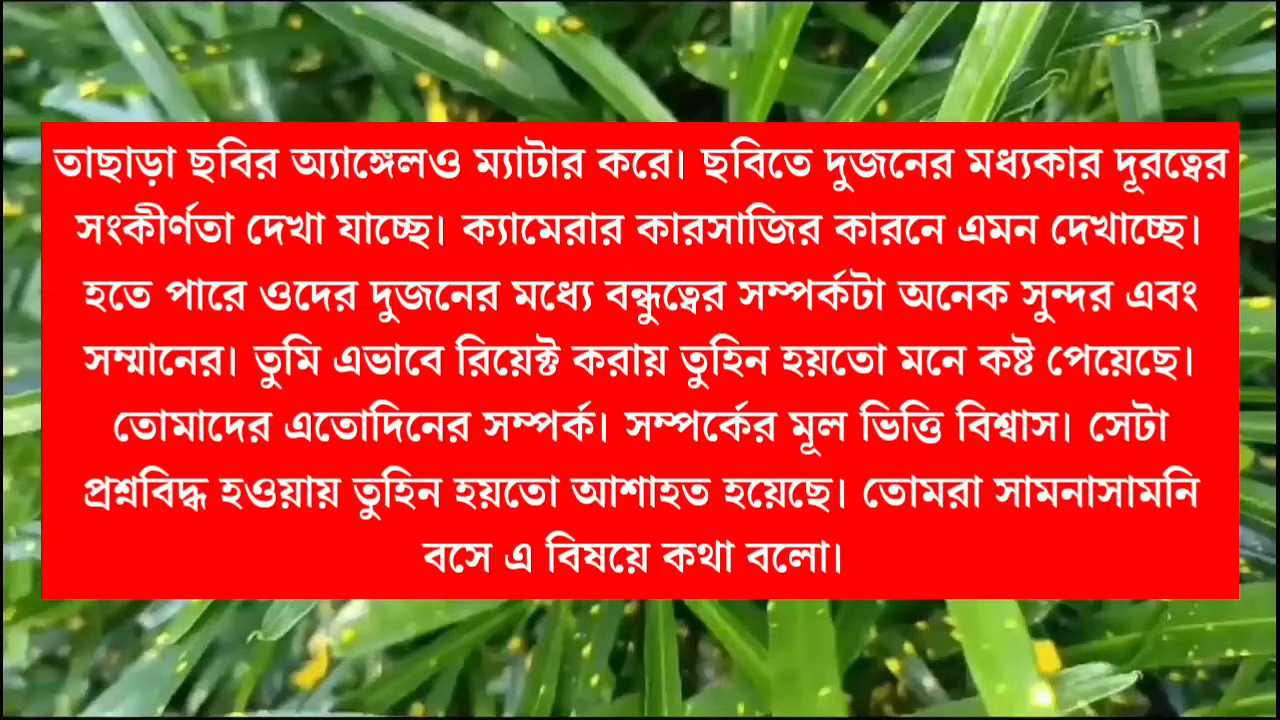 তাছাড়া ছবির অ্যাঙ্গেলও ম্যাটার করে। ছবিতে দুজনের মধ্যকার দূরত্বের
সংকীর্ণতা দেখা যাচ্ছে। ক্যামেরার কারসাজির কারনে এমন দেখাচ্ছে।
হতে পারে ওদের দুজনের মধ্যে বন্ধুত্বের সম্পর্কটা অনেক সুন্দর এবং
সম্মানের। তুমি এভাবে রিয়েক্ট করায় তুহিন হয়তো মনে কষ্ট পেয়েছে।
তোমাদের এতোদিনের সম্পর্ক। সম্পর্কের মূল ভিত্তি বিশ্বাস। সেটা
প্রশ্নবিদ্ধ হওয়ায় তুহিন হয়তো আশাহত হয়েছে। তোমরা সামনাসামনি
বসে এ বিষয়ে কথা বলো।